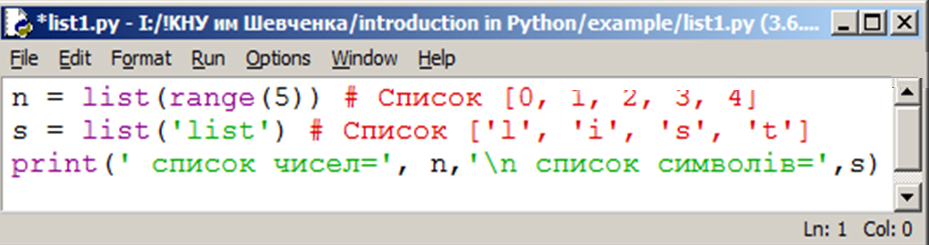 *list1.py - I:/!КНУ им Шевченка/introduction in Python/example/list1.py (3.6....
File Edit Format Run Options Window Help
n = list(range(5)) # Список [0, 1, 2, 3, 4]
s = list('list') # Список ['l', 'i', 's', 't']
print(' список чисел=', n,'\n список символів=',s)
Ln: 1 Col: 0